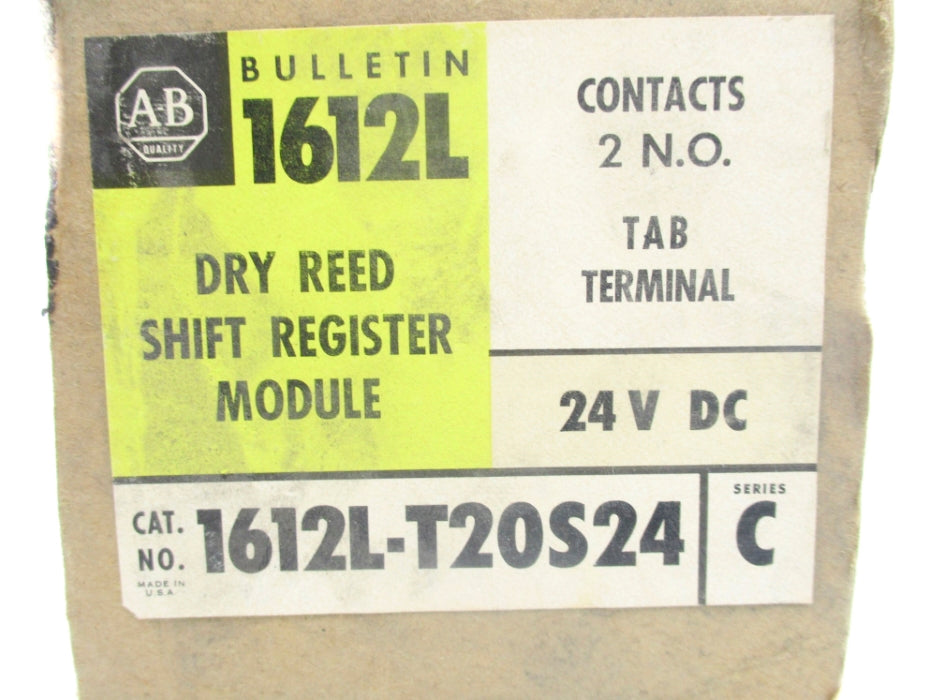 A-B
QUALITY
BULLETIN
1612L
DRY REED
SHIFT REGISTER
MODULE
CONTACTS
2 N.O.
TAB
TERMINAL
24 V DC
CAT.
NO. 1612L-T20S24
MADE IN
U.S.A
SERIES
C